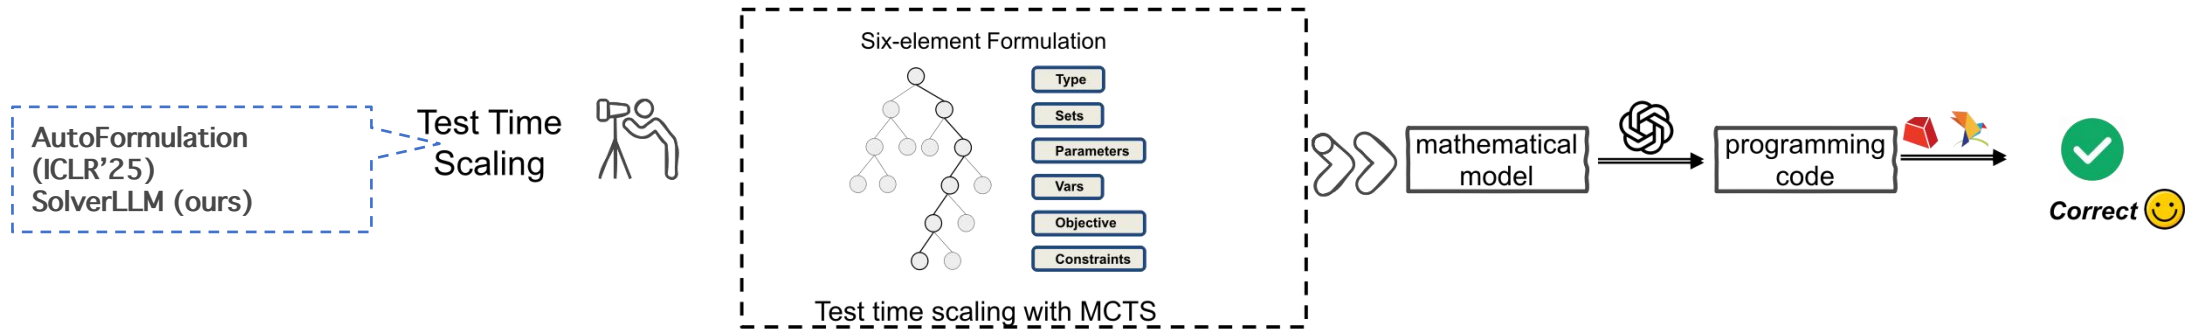 AutoFormulation
(ICLR’25)
SolverLLM (ours)
Test Time
Scaling
Six-element Formulation
Type
Sets
Parameters
Vars
Objective
Constraints
Test time scaling with MCTS
mathematical
model
programming
code
Correct